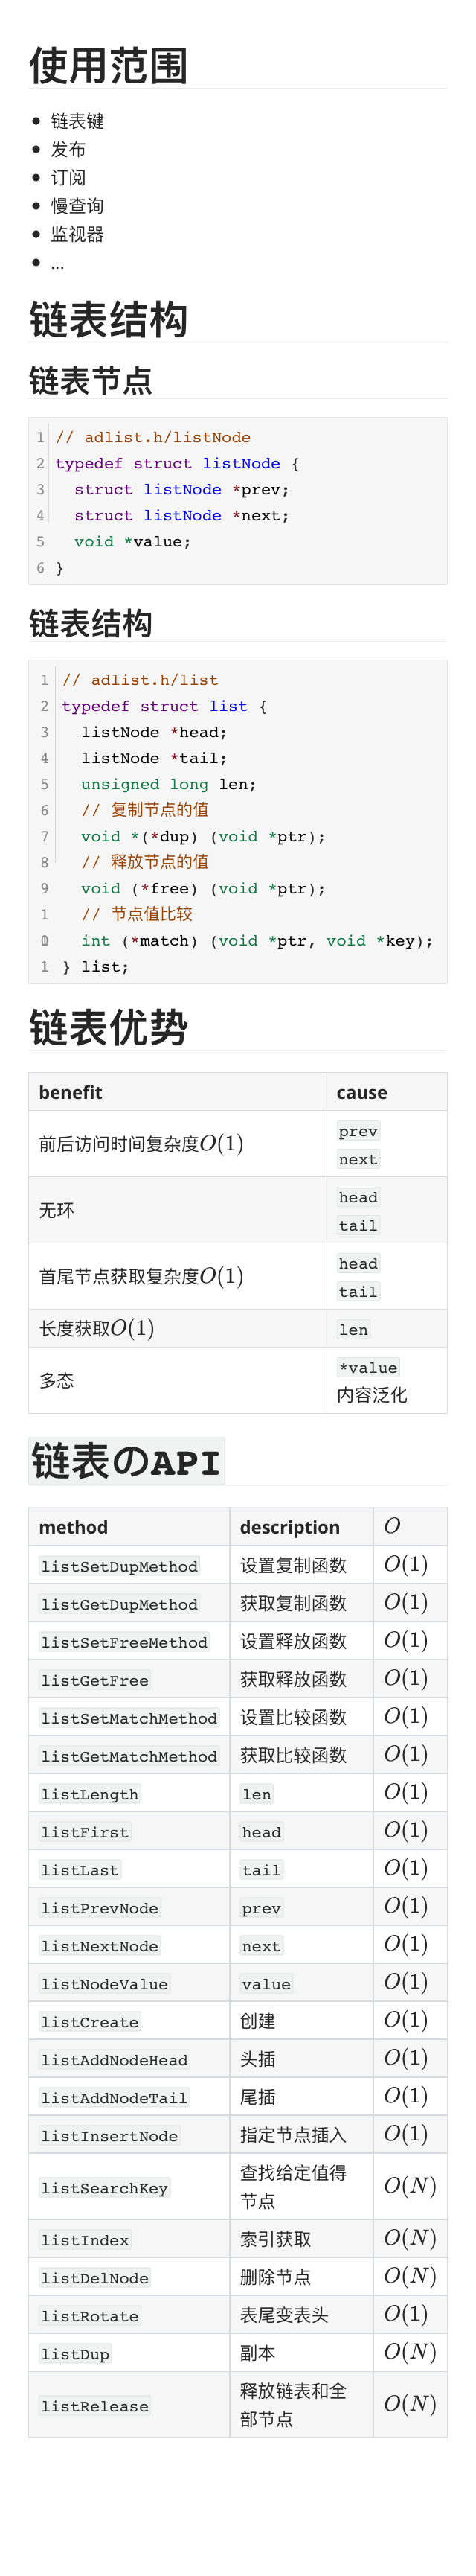 使用范围
链表键
发布
订阅
慢查询
监视器
...
链表结构
链表节点
1 // adlist.h/listNode
2 typedef struct listNode {
3 struct listNode *prev;
4 struct listNode *next;
5 void *value;
6 }
链表结构
1 // adlist.h/list
2 typedef struct list {
3 listNode *head;
4 listNode *tail;
5 unsigned long len;
6 // 复制节点的值
7 void *(*dup) (void *ptr);
8 // 释放节点的值
9 void (*free) (void *ptr);
1 // 节点值比较
0 int (*match) (void *ptr, void *key);
1 } list;
链表优势
benefit cause
前后访问时间复杂度O(1) prev
next
无环 head
tail
首尾节点获取复杂度O(1) head
tail
长度获取O(1) len
多态 *value
内容泛化
链表のAPI
method description O
listSetDupMethod 设置复制函数 O(1)
listGetDupMethod 获取复制函数 O(1)
listSetFreeMethod 设置释放函数 O(1)
listGetFree 获取释放函数 O(1)
listSetMatchMethod 设置比较函数 O(1)
listGetMatchMethod 获取比较函数 O(1)
listLength len O(1)
listFirst head O(1)
listLast tail O(1)
listPrevNode prev O(1)
listNextNode next O(1)
listNodeValue value O(1)
listCreate 创建 O(1)
listAddNodeHead 头插 O(1)
listAddNodeTail 尾插 O(1)
listInsertNode 指定节点插入 O(1)
listSearchKey 查找给定值得
节点 O(N)
listIndex 索引获取 O(N)
listDelNode 删除节点 O(N)
listRotate 表尾变表头 O(1)
listDup 副本 O(N)
listRelease 释放链表和全
部节点 O(N)